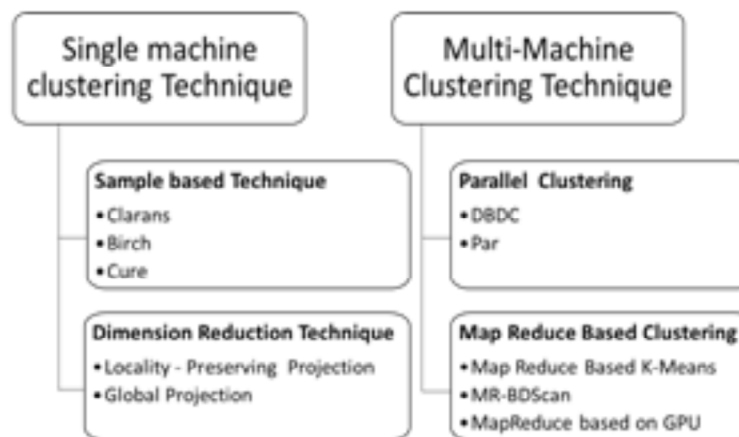 Single machine
clustering Technique
Sample based Technique
• Clarans
• Birch
• Cure
Dimension Reduction Technique
• Locality - Preserving Projection
• Global Projection
Multi-Machine
Clustering Technique
Parallel Clustering
• DBDC
• Par
Map Reduce Based Clustering
• Map Reduce Based K-Means
• MR-BDScan
• MapReduce based on GPU